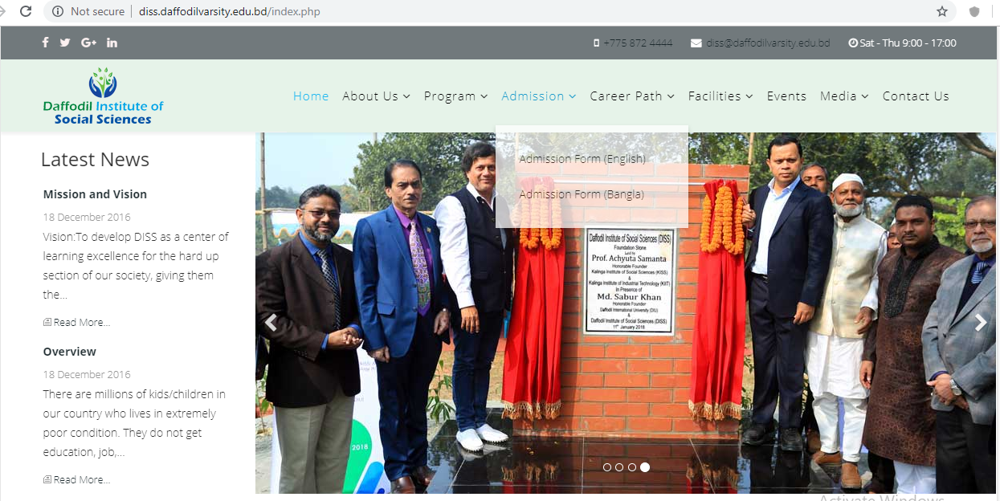 Not secure | diss.daffodilvarsity.edu.bd/index.php
+775 872 4444 diss@daffodilvarsity.edu.bd Sat - Thu 9:00 - 17:00
Daffodil Institute of
Social Sciences
Home About Us Program Admission Career Path Facilities Events Media Contact Us
Admission Form (English)
Admission Form (Bangla)
Latest News
Mission and Vision
18 December 2016
Vision:To develop DISS as a center of
learning excellence for the hard up
section of our society, giving them
the...
Read More...
Overview
18 December 2016
There are millions of kids/children in
our country who lives in extremely
poor condition. They do not get
education, job,...
Read More...
Daffodil Institute of Social Sciences (DISS)
Foundation Stone
Laid by
Prof. Achyuta Samanta
Honorable Founder
Kalinga Institute of Social Sciences (KISS)
&
Kalinga Institute of Industrial Technology (KIIT)
In Presence of
Md. Sabur Khan
Honorable Founder
Daffodil International University (DIU)
&
Daffodil Institute of Social Sciences (DISS)
11th January 2018
2018
Activate Windows